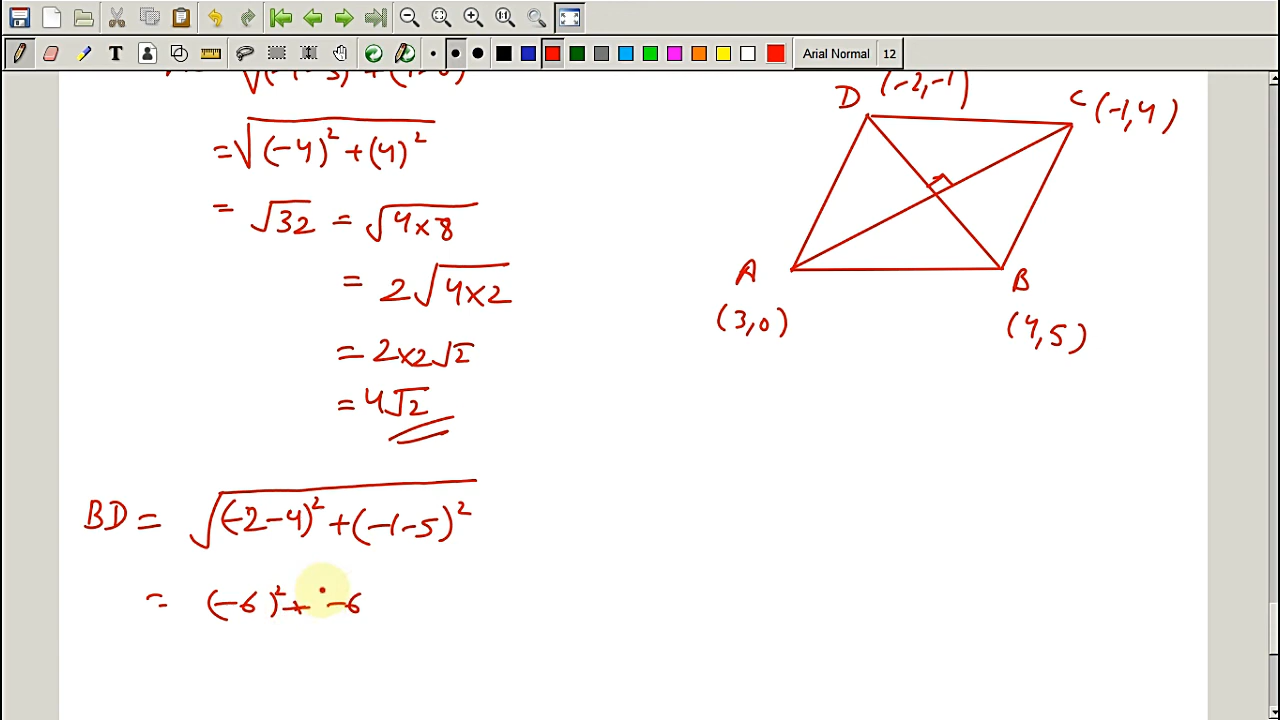 Arial Normal 12
= √(-4)² + (4)²
= √32 = √4×8
= 2√4×2
= 2×2√2
= 4√2
BD = √(-2-4)² + (-1-5)²
= (-6)² + -6
D (-2,-1)
C (-1,4)
A
(3,0)
B
(4,5)